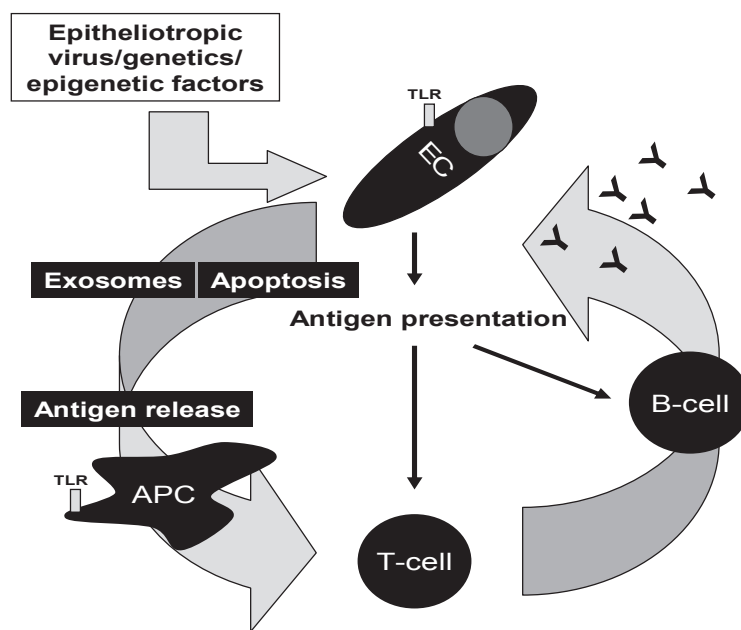 Epitheliotropic
virus/genetics/
epigenetic factors
TLR
EC
Exosomes
Apoptosis
Antigen presentation
B-cell
Antigen release
TLR
APC
T-cell